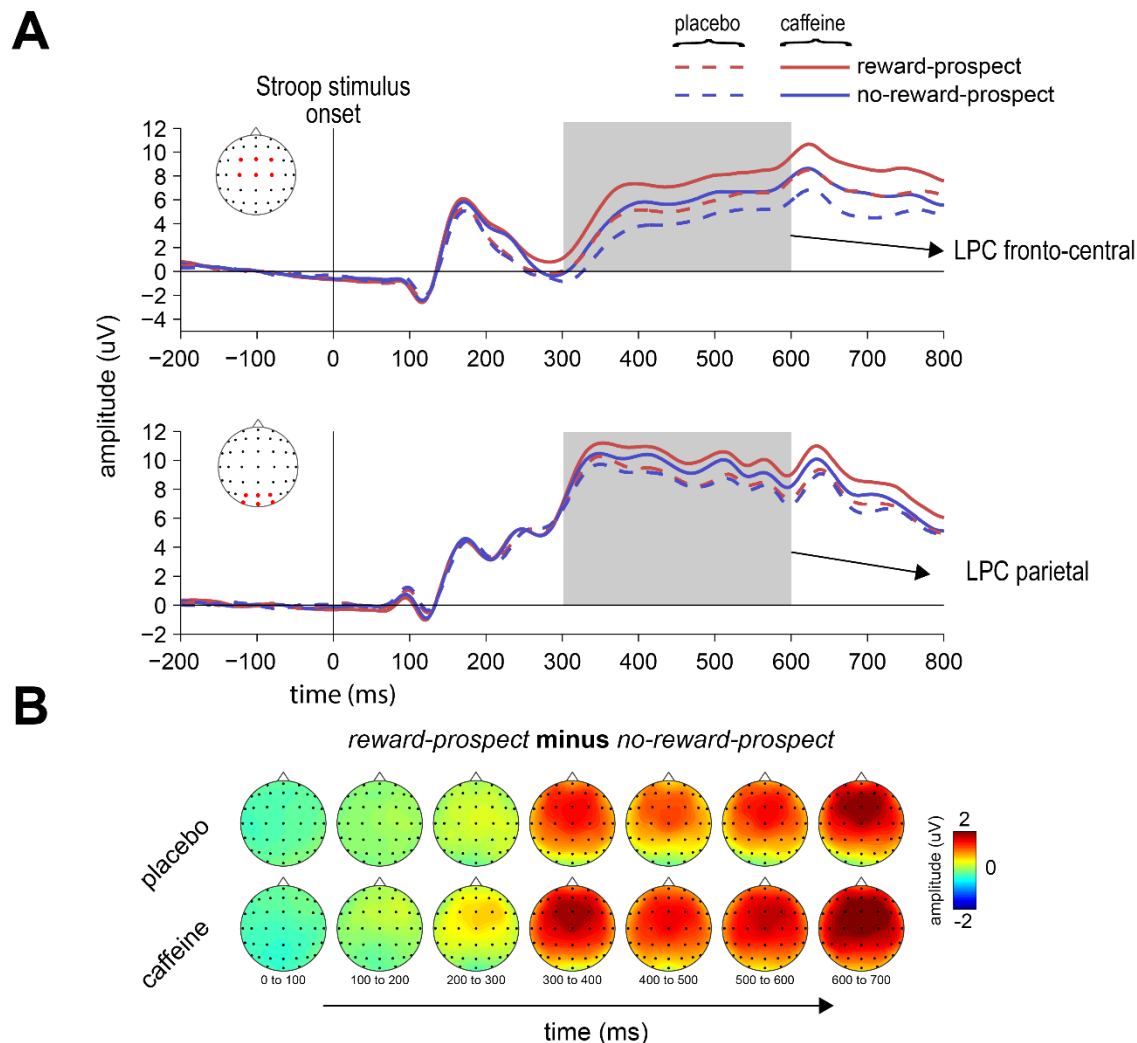 A
placebo caffeine
reward-prospect
no-reward-prospect
Stroop stimulus
onset
12
10
8
6
4
2
0
−2
−4
−200 −100 0 100 200 300 400 500 600 700 800
LPC fronto-central
amplitude (uV)
12
10
8
6
4
2
0
−2
−200 −100 0 100 200 300 400 500 600 700 800
LPC parietal
time (ms)
B
reward-prospect minus no-reward-prospect
placebo
caffeine
0 to 100 100 to 200 200 to 300 300 to 400 400 to 500 500 to 600 600 to 700
time (ms)
amplitude (uV)
2
0
-2